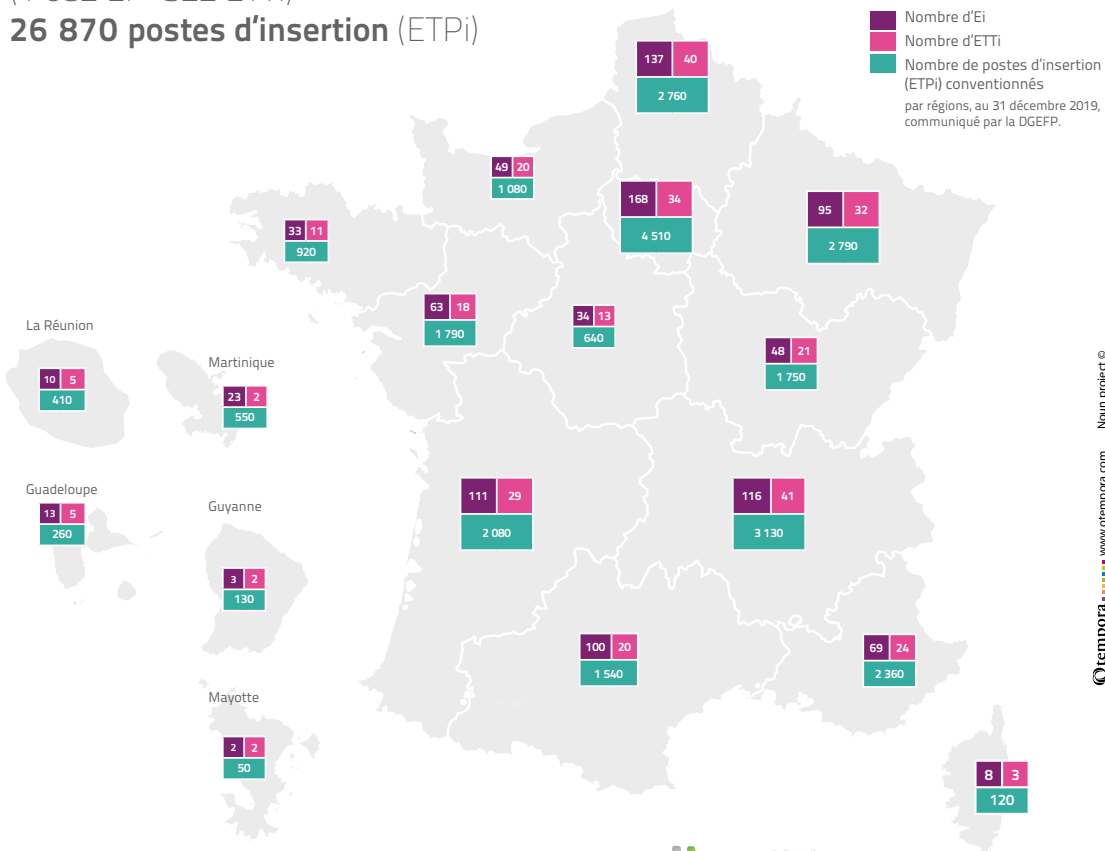 26 870 postes d'insertion (ETPi)
Nombre d'Ei
Nombre d'ETTi
Nombre de postes d'insertion
(ETPi) conventionnés
par régions, au 31 décembre 2019,
communiqué par la DGEFP.
137 40
2 760
49 20
1 080
168 34
4 510
95 32
2 790
33 11
920
63 18
1 790
34 13
640
48 21
1 750
La Réunion
10 5
410
Martinique
23 2
550
Guadeloupe
13 5
260
Guyane
3 2
130
111 29
2 080
116 41
3 130
100 20
1 540
69 24
2 360
Mayotte
2 2
50
8 3
120
Otempora www.otempora.com Noun project ©